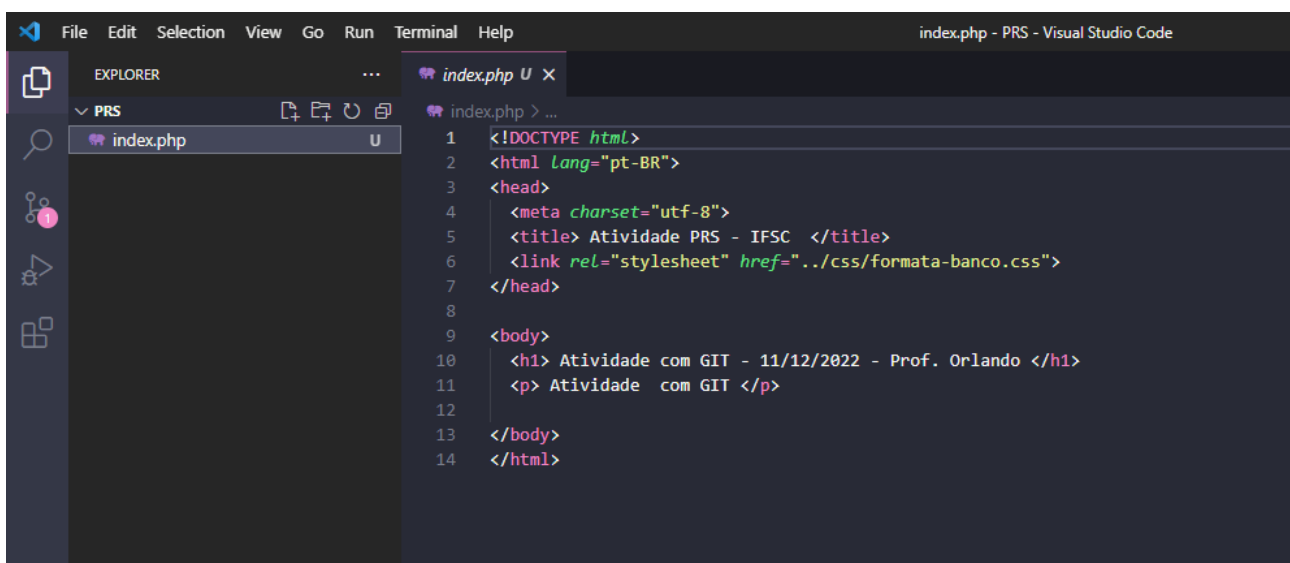 File Edit Selection View Go Run Terminal Help
index.php - PRS - Visual Studio Code
EXPLORER
PRS
index.php U
1
index.php U
index.php > ...
1 <!DOCTYPE html>
2 <html lang="pt-BR">
3 <head>
4 <meta charset="utf-8">
5 <title> Atividade PRS - IFSC  </title>
6 <link rel="stylesheet" href="../css/formata-banco.css">
7 </head>
8
9 <body>
10 <h1> Atividade com GIT - 11/12/2022 - Prof. Orlando </h1>
11 <p> Atividade  com GIT </p>
12
13 </body>
14 </html>